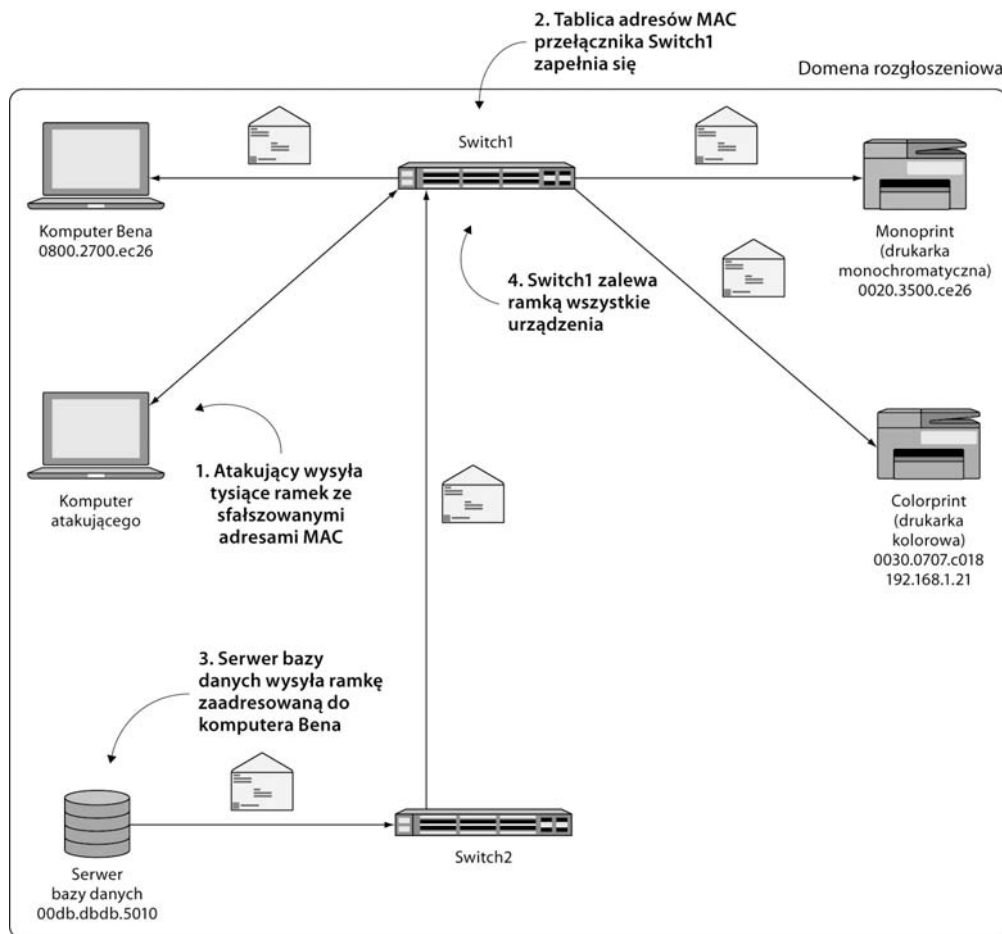 2. Tablica adresów MAC
przełącznika Switch1
zapełnia się
Domena rozgłoszeniowa
Switch1
Komputer Bena
0800.2700.ec26
Monoprint
(drukarka
monochromatyczna)
0020.3500.ce26
4. Switch1 zalewa
ramką wszystkie
urządzenia
1. Atakujący wysyła
tysiące ramek ze
sfałszowanymi
adresami MAC
Komputer
atakującego
Colorprint
(drukarka
kolorowa)
0030.0707.c018
192.168.1.21
3. Serwer bazy
danych wysyła ramkę
zaadresowaną do
komputera Bena
Switch2
Serwer
bazy danych
00db.dbdb.5010